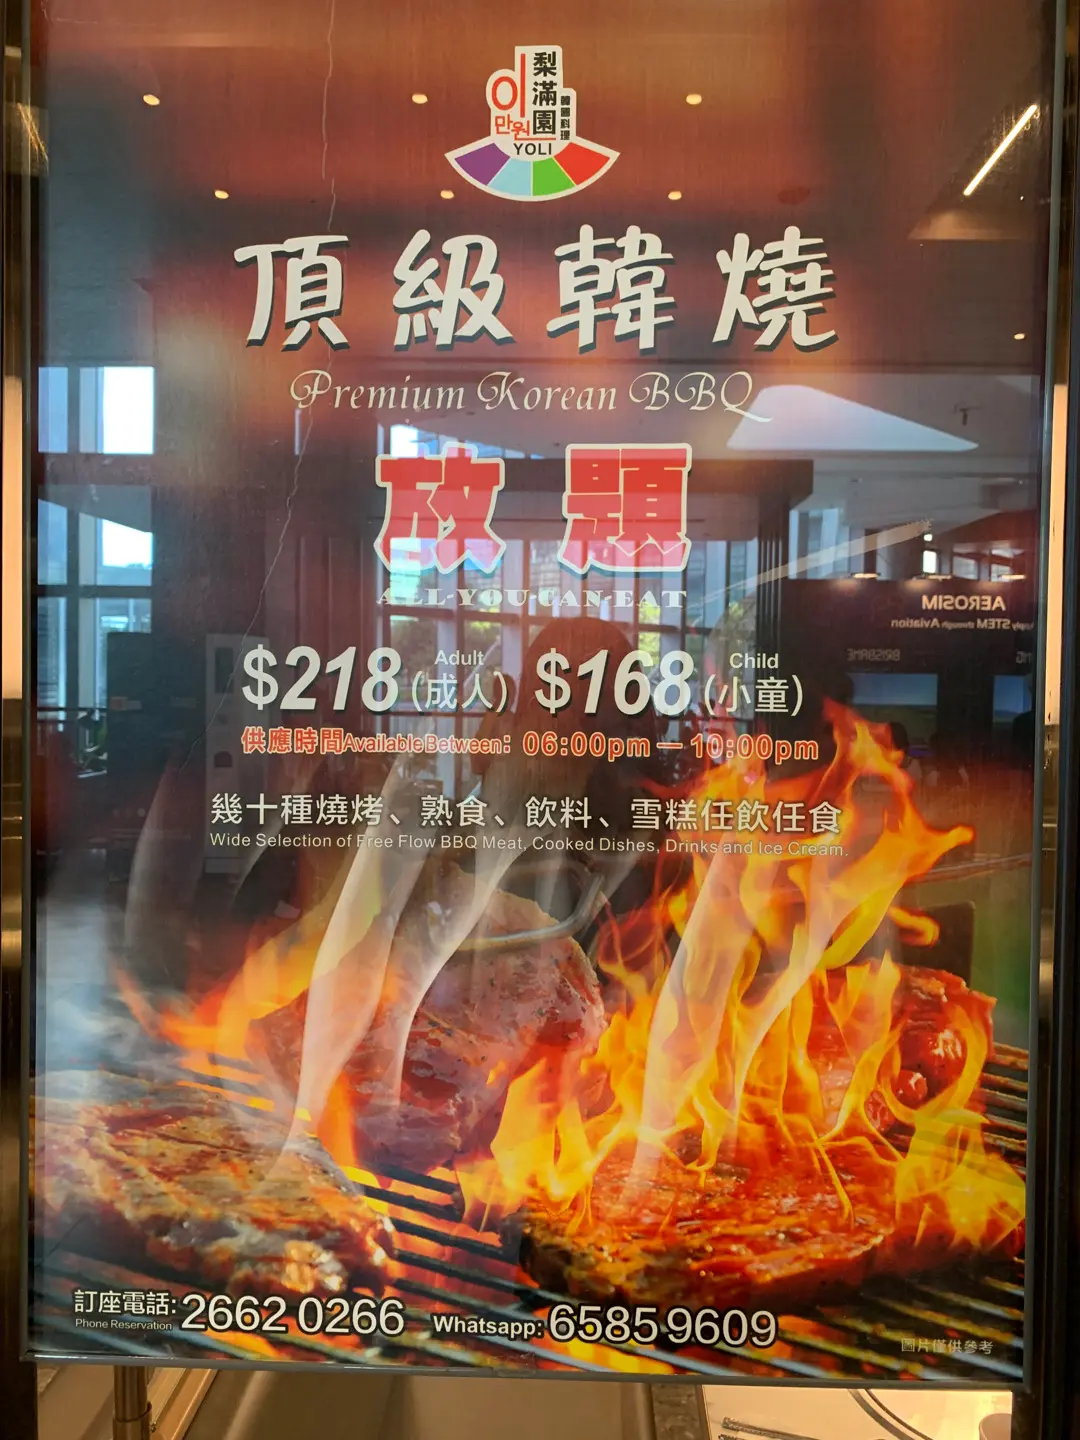 梨滿園
이만원
韓國料理
YOLI
頂級韓燒
Premium Korean BBQ
放題
ALL-YOU-CAN-EAT
$218 Adult (成人) $168 Child (小童)
供應時間Available Between: 06:00pm — 10:00pm
幾十種燒烤、熟食、飲料、雪糕任飲任食
Wide Selection of Free Flow BBQ Meat, Cooked Dishes, Drinks and Ice Cream.
AEROSIM
STEM through Aviation
BRISBANE
訂座電話: 2662 0266 Whatsapp: 6585 9609
Phone Reservation
圖片僅供參考